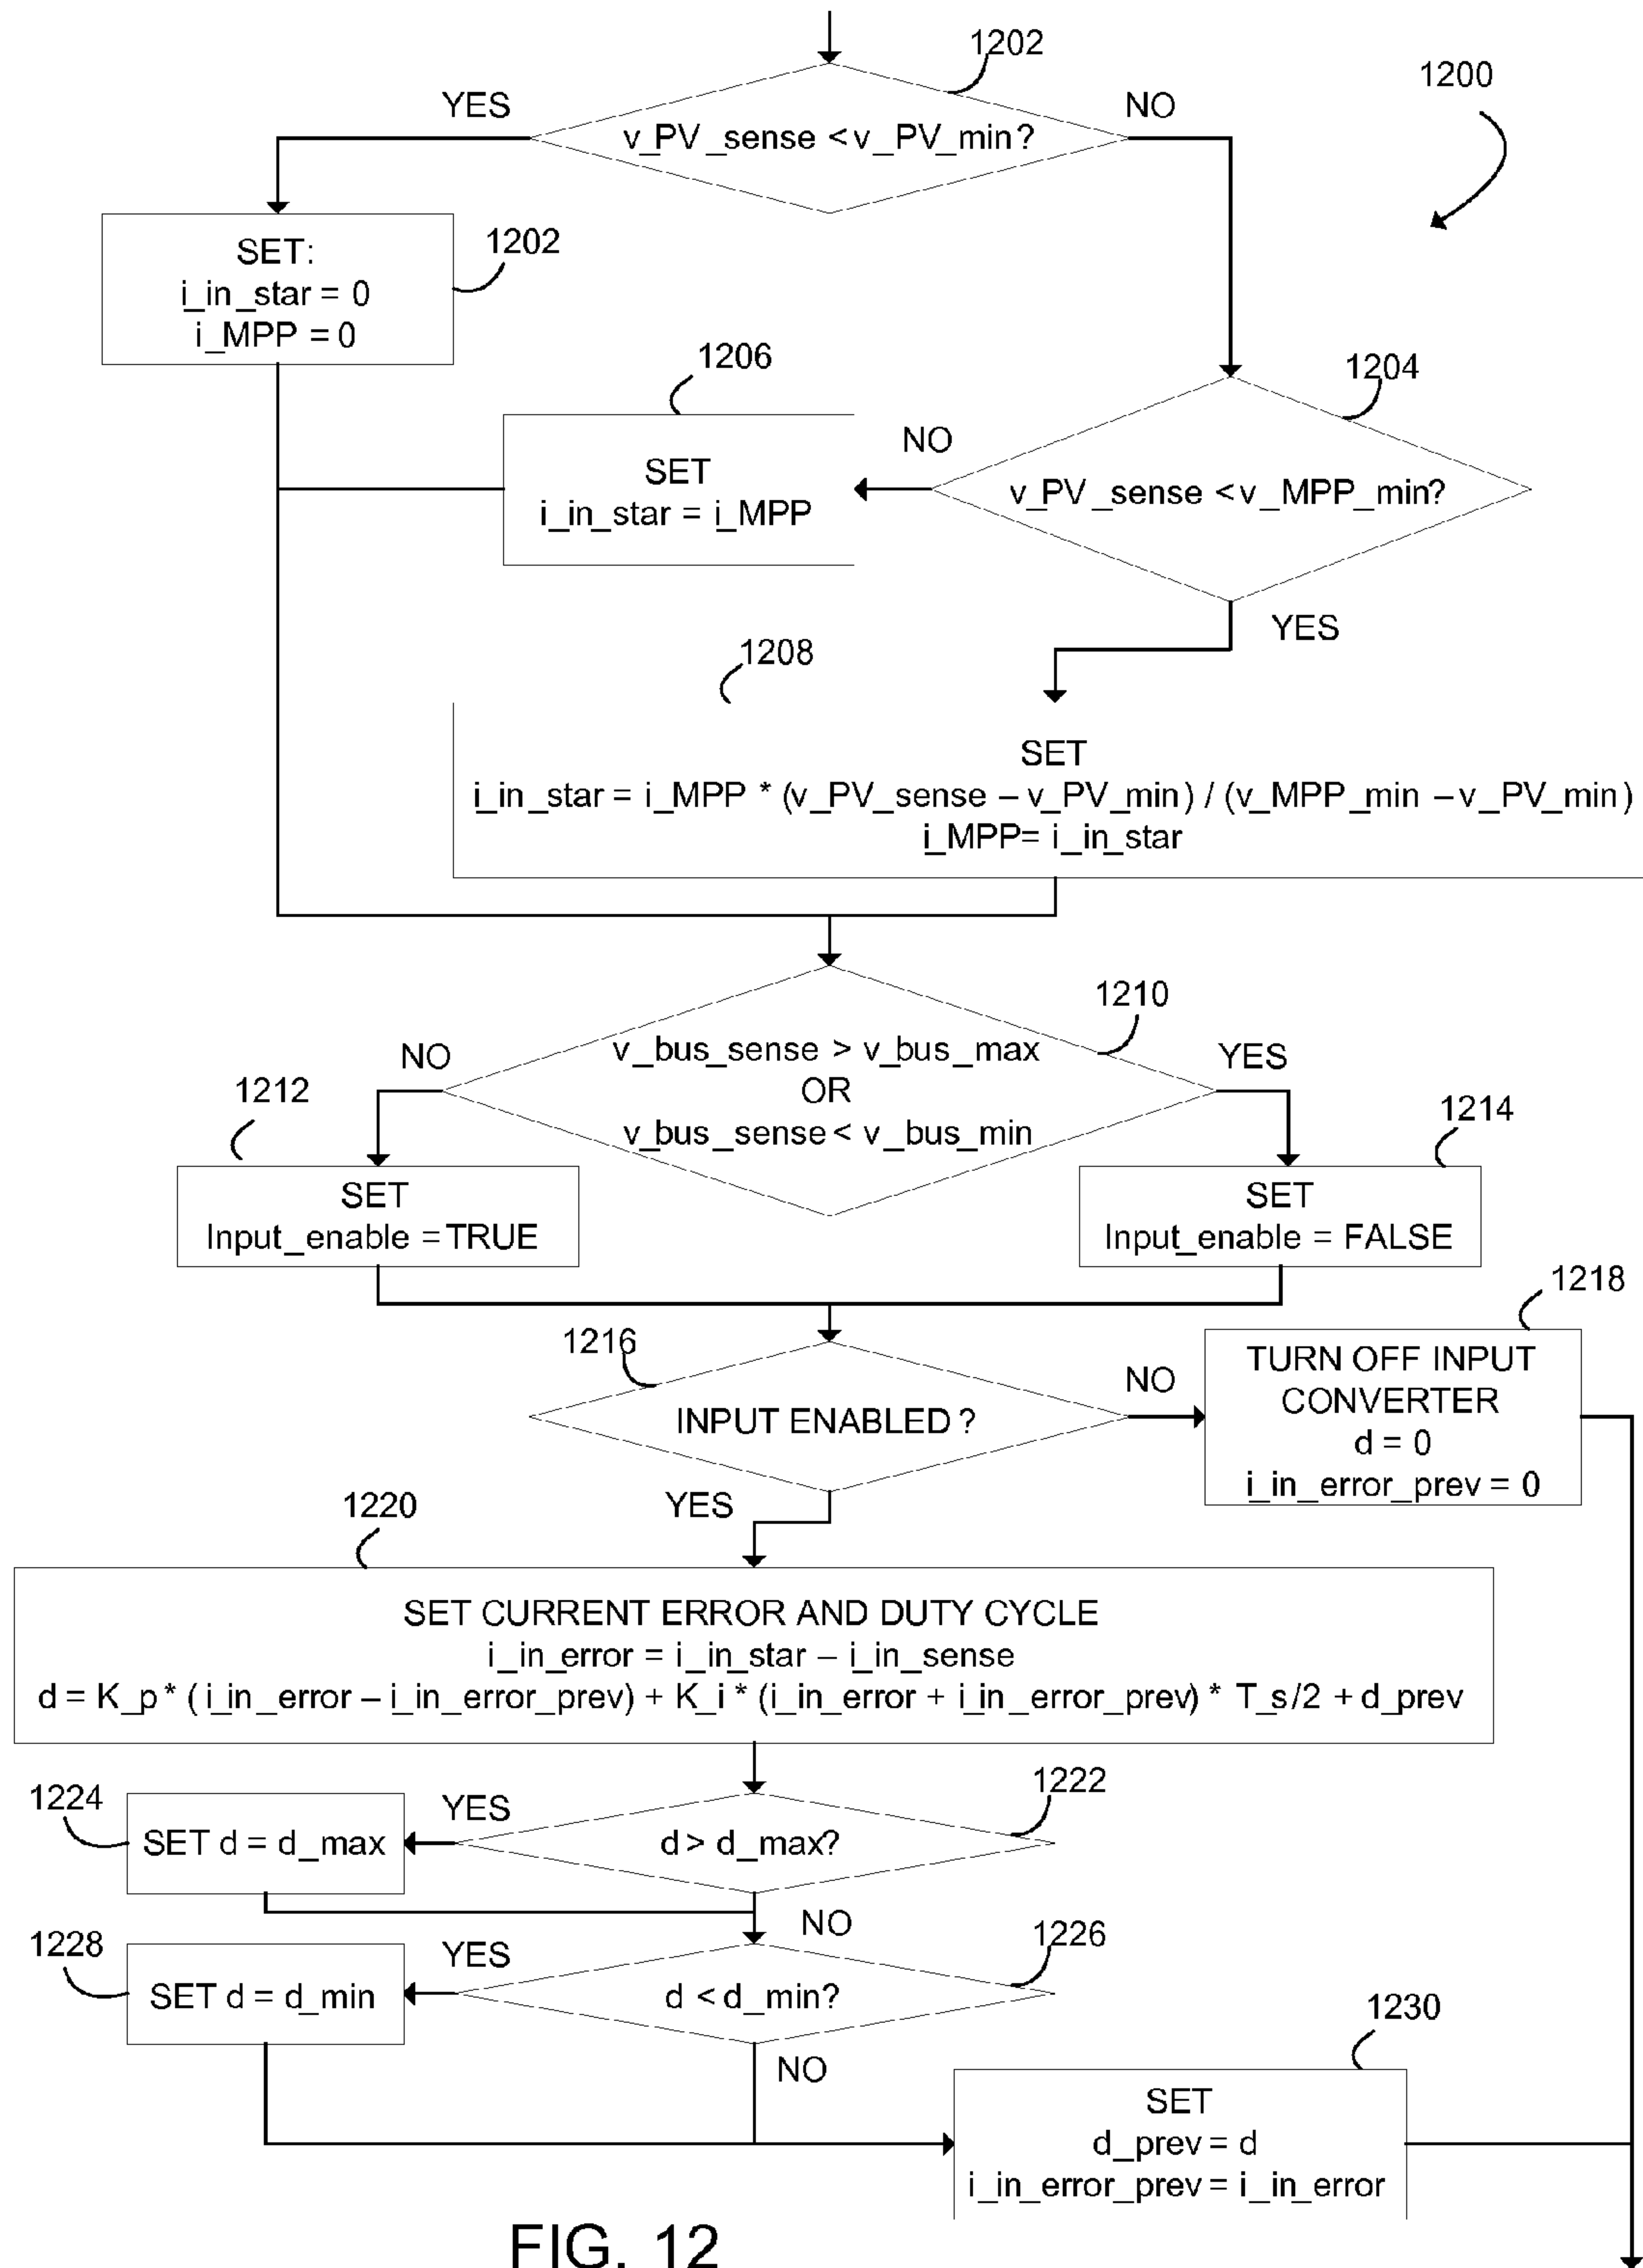 1202
1200
YES
NO
v_PV_sense < v_PV_min?
SET:
i_in_star = 0
i_MPP = 0
1202
1206
1204
NO
SET
i_in_star = i_MPP
v_PV_sense < v_MPP_min?
YES
1208
SET
i_in_star = i_MPP * (v_PV_sense – v_PV_min) / (v_MPP_min – v_PV_min)
i_MPP= i_in_star
1210
NO
v_bus_sense > v_bus_max
OR
v_bus_sense < v_bus_min
YES
1212
1214
SET
Input_enable = TRUE
SET
Input_enable = FALSE
1218
1216
INPUT ENABLED ?
NO
TURN OFF INPUT
CONVERTER
d = 0
i_in_error_prev = 0
YES
1220
SET CURRENT ERROR AND DUTY CYCLE
i_in_error = i_in_star – i_in_sense
d = K_p * ( i_in_error – i_in_error_prev) + K_i * (i_in_error + i_in_error_prev) * T_s/2 + d_prev
1224
YES
1222
SET d = d_max
d > d_max?
NO
1228
YES
1226
SET d = d_min
d < d_min?
NO
1230
SET
d_prev = d
i_in_error_prev = i_in_error
FIG. 12